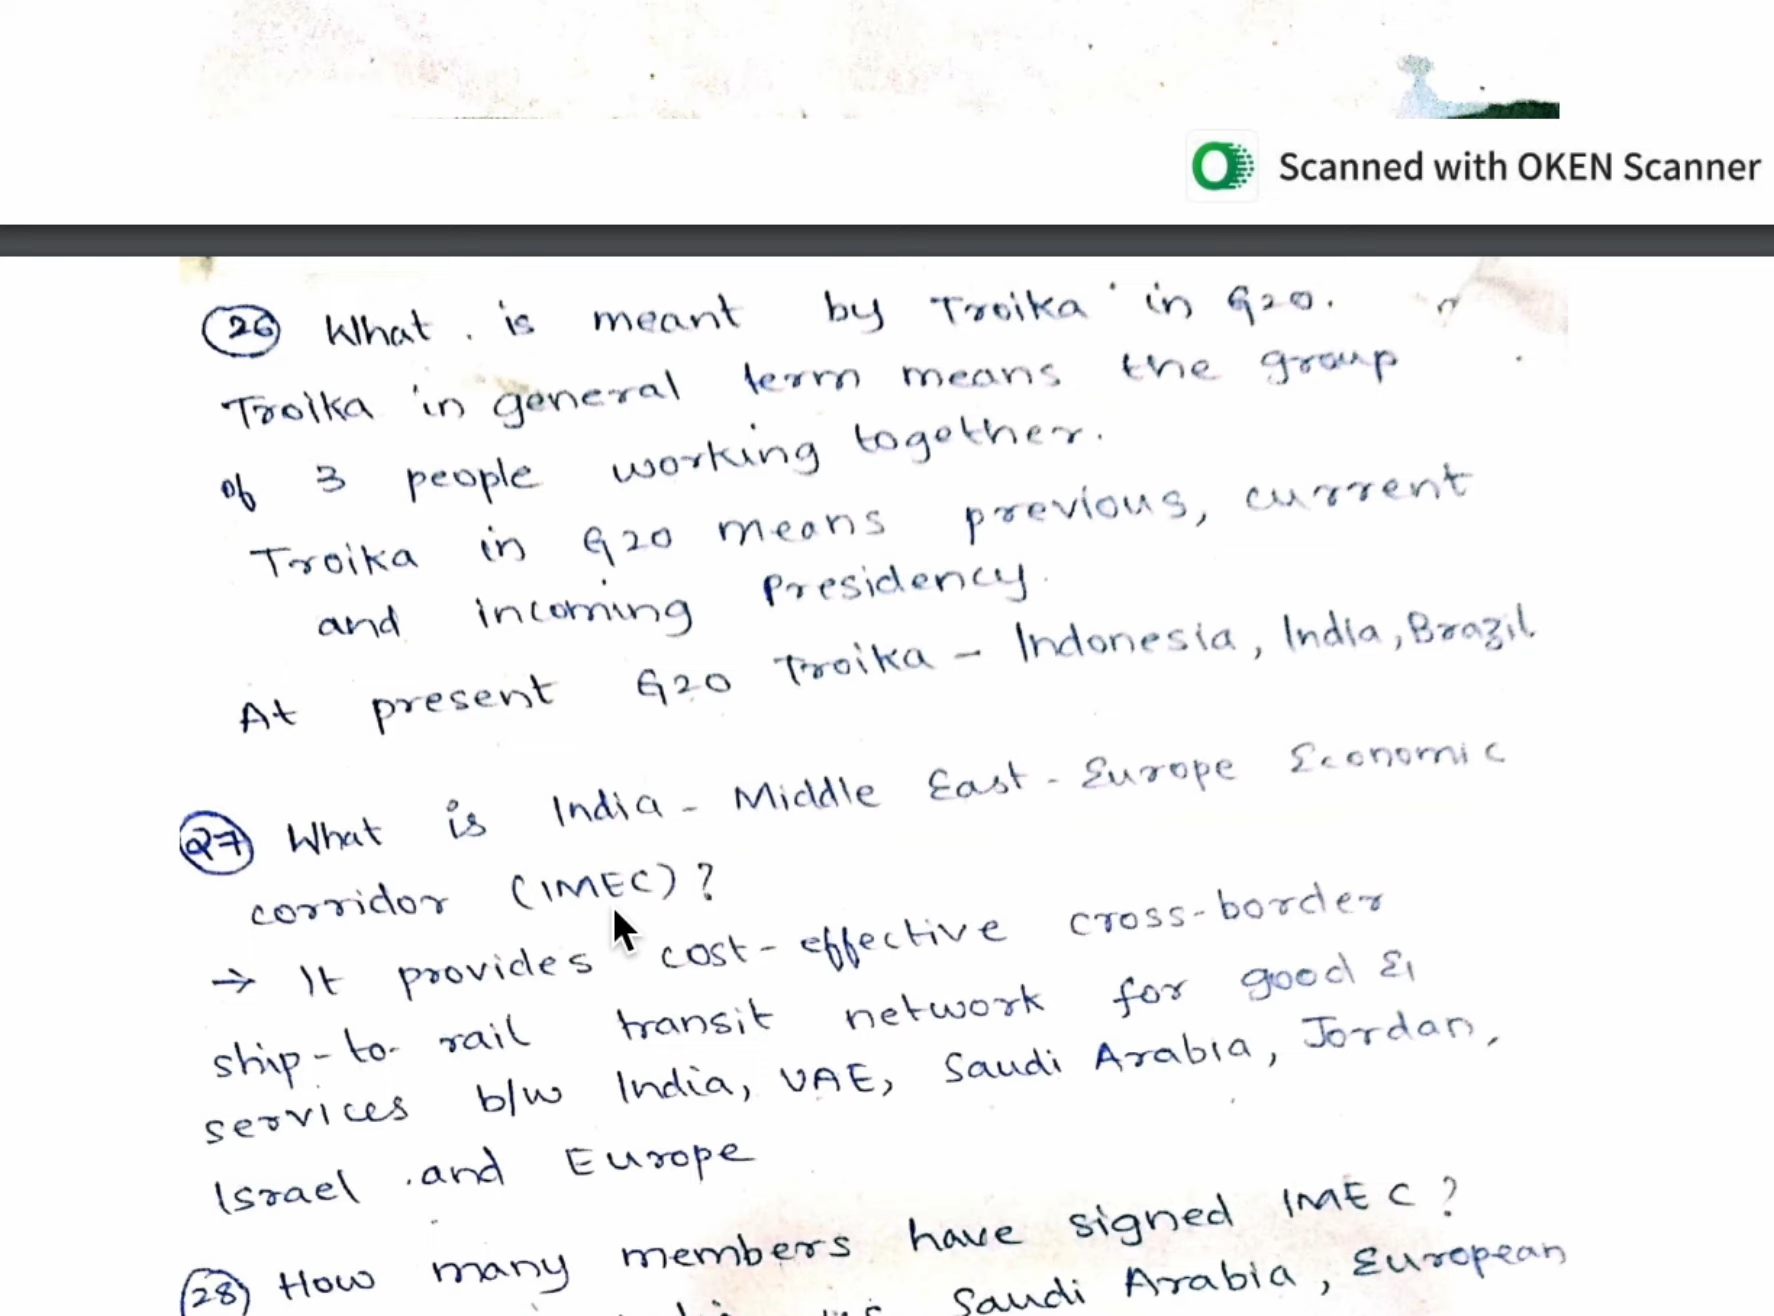 Scanned with OKEN Scanner
26 What is meant by Troika in G20.
Troika in general term means the group
of 3 people working together.
Troika in G20 means previous, current
and incoming Presidency.
At present G20 Troika - Indonesia, India, Brazil
27 What is India - Middle East - Europe Economic
corridor (IMEC)?
→ It provides cost-effective cross-border
ship-to-rail transit network for good &
services b/w India, UAE, Saudi Arabia, Jordan,
Israel and Europe
28 How many members have signed IMEC?
Saudi Arabia, European